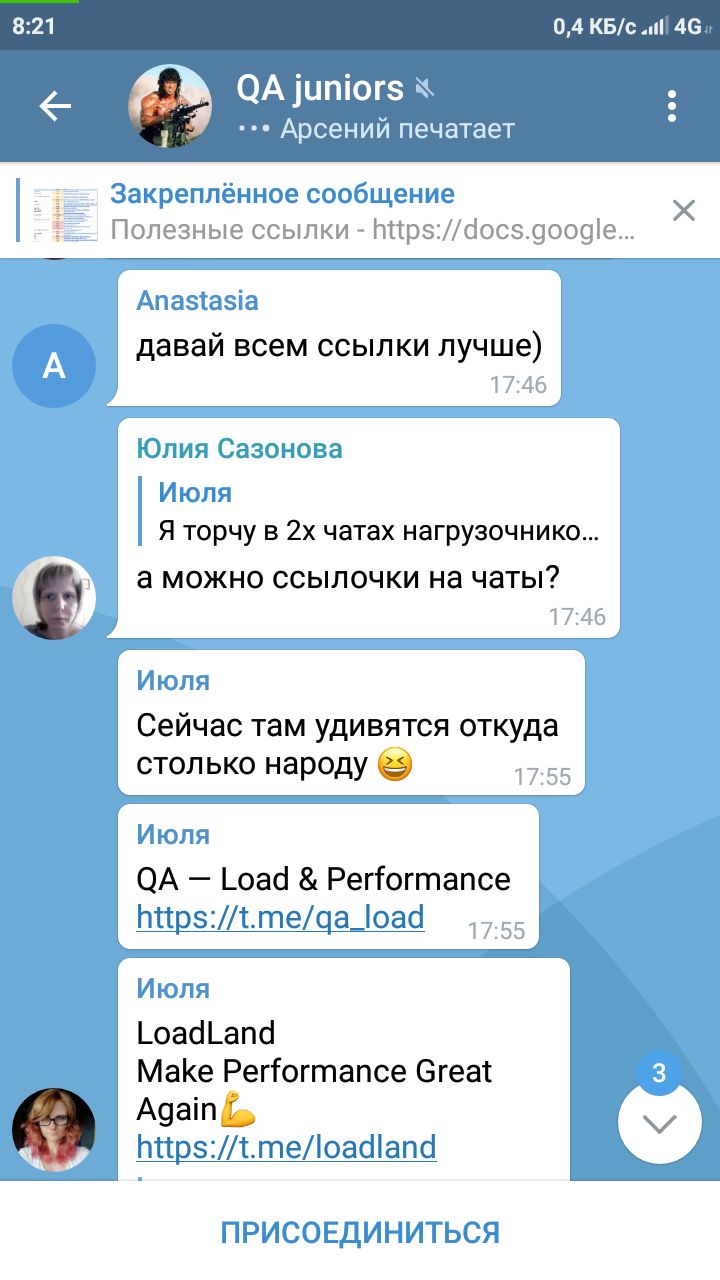 8:21
0,4 КБ/с 4G
QA juniors
••• Арсений печатает
Закреплённое сообщение
Полезные ссылки - https://docs.google...
Anastasia
A
давай всем ссылки лучше)
17:46
Юлия Сазонова
Июля
Я торчу в 2х чатах нагрузочнико...
а можно ссылочки на чаты?
17:46
Июля
Сейчас там удивятся откуда
столько народу 😆
17:55
Июля
QA — Load & Performance
https://t.me/qa_load
17:55
Июля
LoadLand
Make Performance Great
Again💪
https://t.me/loadland
3
ПРИСОЕДИНИТЬСЯ